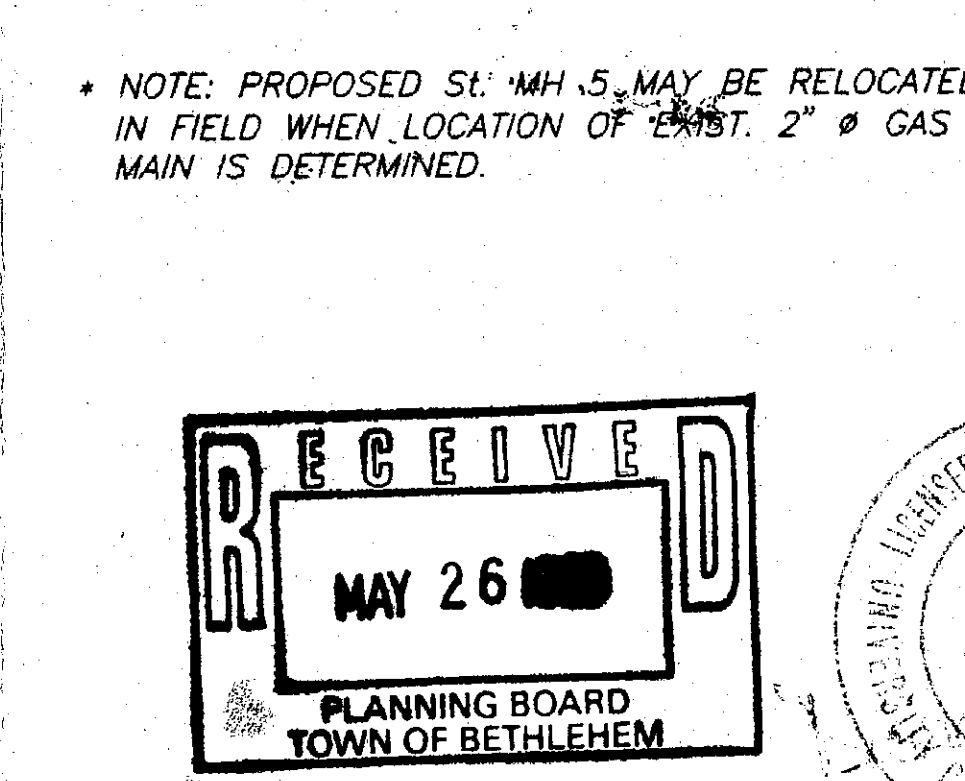 * NOTE: PROPOSED St. MH 5 MAY BE RELOCATED
IN FIELD WHEN LOCATION OF EXIST. 2" ø GAS
MAIN IS DETERMINED.
RECEIVED
MAY 26
PLANNING BOARD
TOWN OF BETHLEHEM